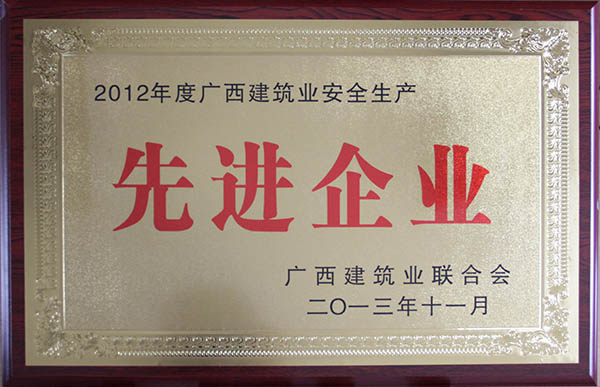 2012年度广西建筑业安全生产
先进企业
广西建筑业联合会
二〇一三年十一月